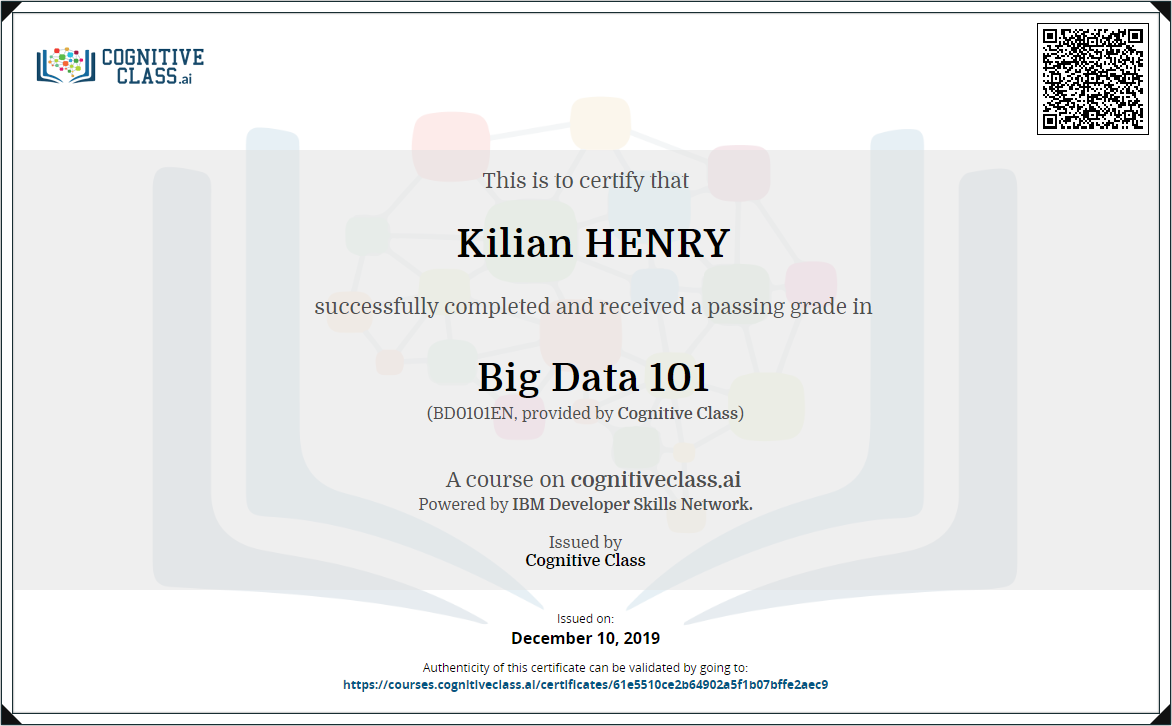 COGNITIVE
CLASS.ai
This is to certify that
Kilian HENRY
successfully completed and received a passing grade in
Big Data 101
(BD0101EN, provided by Cognitive Class)
A course on cognitiveclass.ai
Powered by IBM Developer Skills Network.
Issued by
Cognitive Class
Issued on:
December 10, 2019
Authenticity of this certificate can be validated by going to:
https://courses.cognitiveclass.ai/certificates/61e5510ce2b64902a5f1b07bffe2aec9